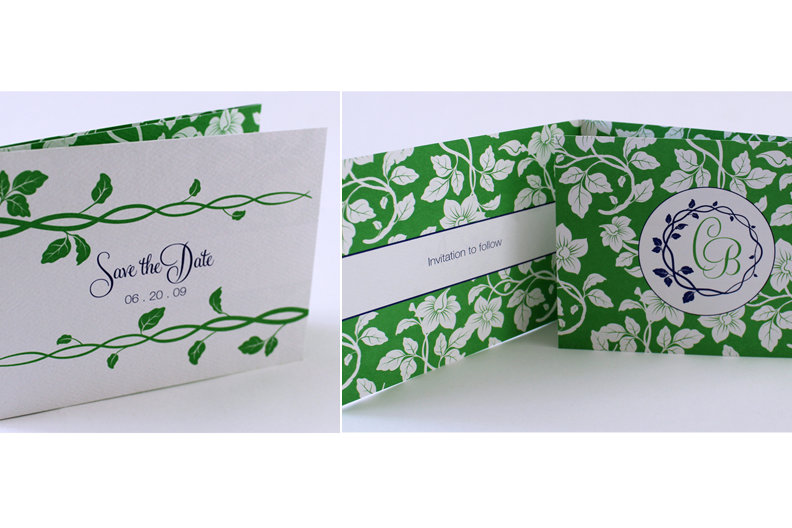 Save the Date
06 . 20 . 09
Invitation to follow
CB